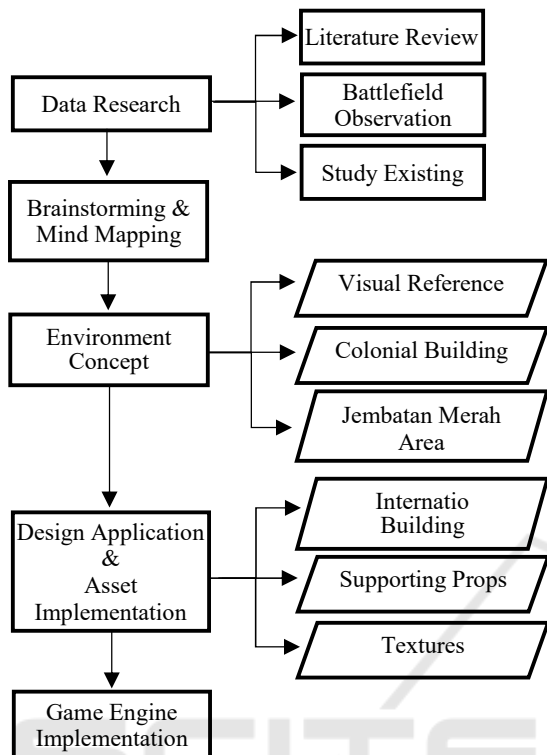 Literature Review
Data Research
Battlefield
Observation
Study Existing
Brainstorming &
Mind Mapping
Visual Reference
Environment
Concept
Colonial Building
Jembatan Merah
Area
Internatio
Building
Design Application
&
Asset
Implementation
Supporting Props
Textures
Game Engine
Implementation